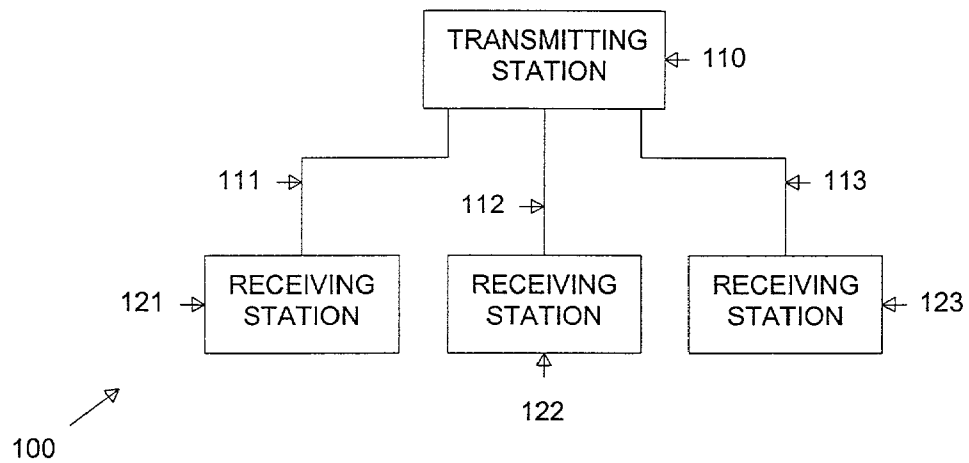 TRANSMITTING
STATION
110
111
112
113
RECEIVING
STATION
RECEIVING
STATION
RECEIVING
STATION
121
123
122
100